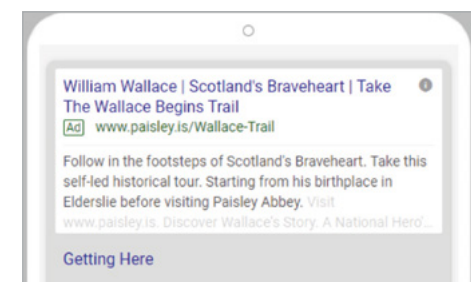 William Wallace | Scotland's Braveheart | Take
The Wallace Begins Trail
Ad www.paisley.is/Wallace-Trail
Follow in the footsteps of Scotland's Braveheart. Take this
self-led historical tour. Starting from his birthplace in
Elderslie before visiting Paisley Abbey. Visit
www.paisley.is. Discover Wallace's Story. A National Hero'...
Getting Here